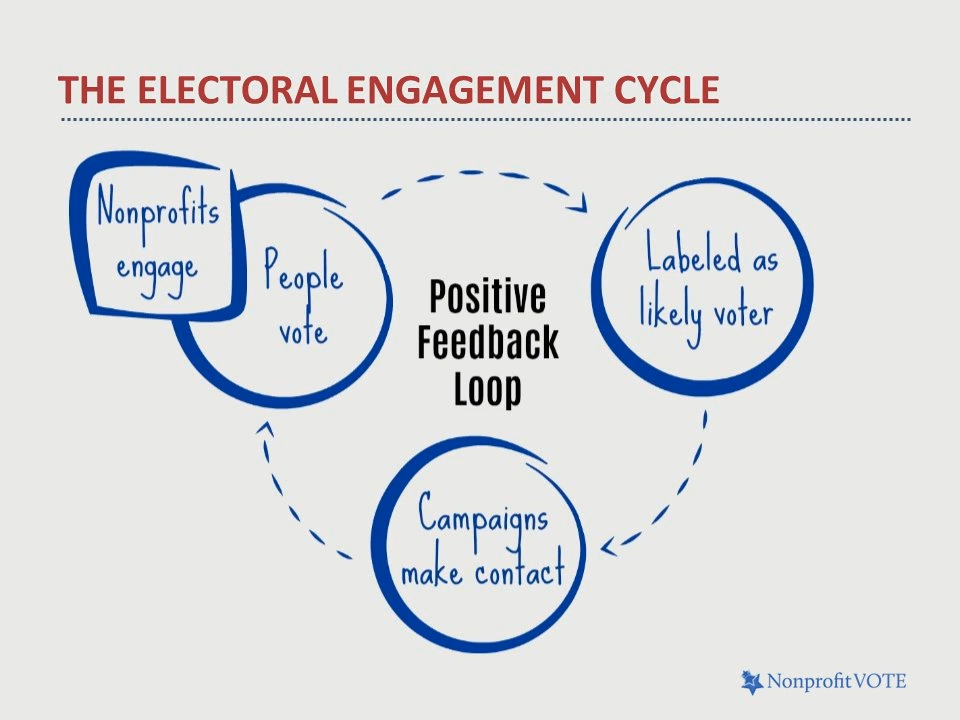 THE ELECTORAL ENGAGEMENT CYCLE
Nonprofits
engage
People
vote
Positive
Feedback
Loop
Labeled as
likely voter
Campaigns
make contact
NonprofitVOTE